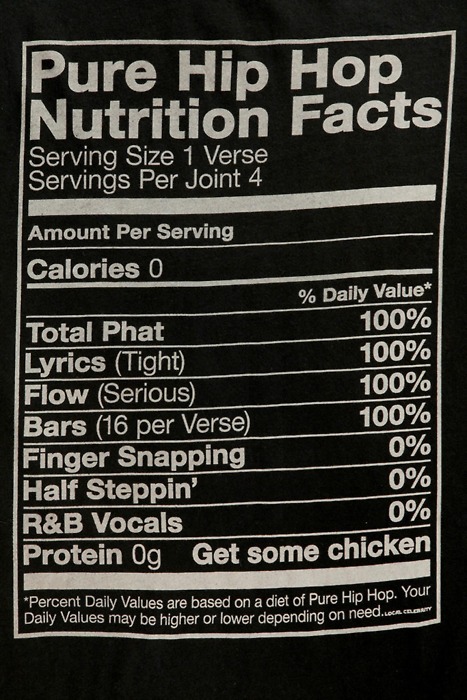 Pure Hip Hop
Nutrition Facts
Serving Size 1 Verse
Servings Per Joint 4
Amount Per Serving
Calories 0
% Daily Value*
Total Phat 100%
Lyrics (Tight) 100%
Flow (Serious) 100%
Bars (16 per Verse) 100%
Finger Snapping 0%
Half Steppin’ 0%
R&B Vocals 0%
Protein 0g Get some chicken
*Percent Daily Values are based on a diet of Pure Hip Hop. Your
Daily Values may be higher or lower depending on need. LOCAL CELEBRITY